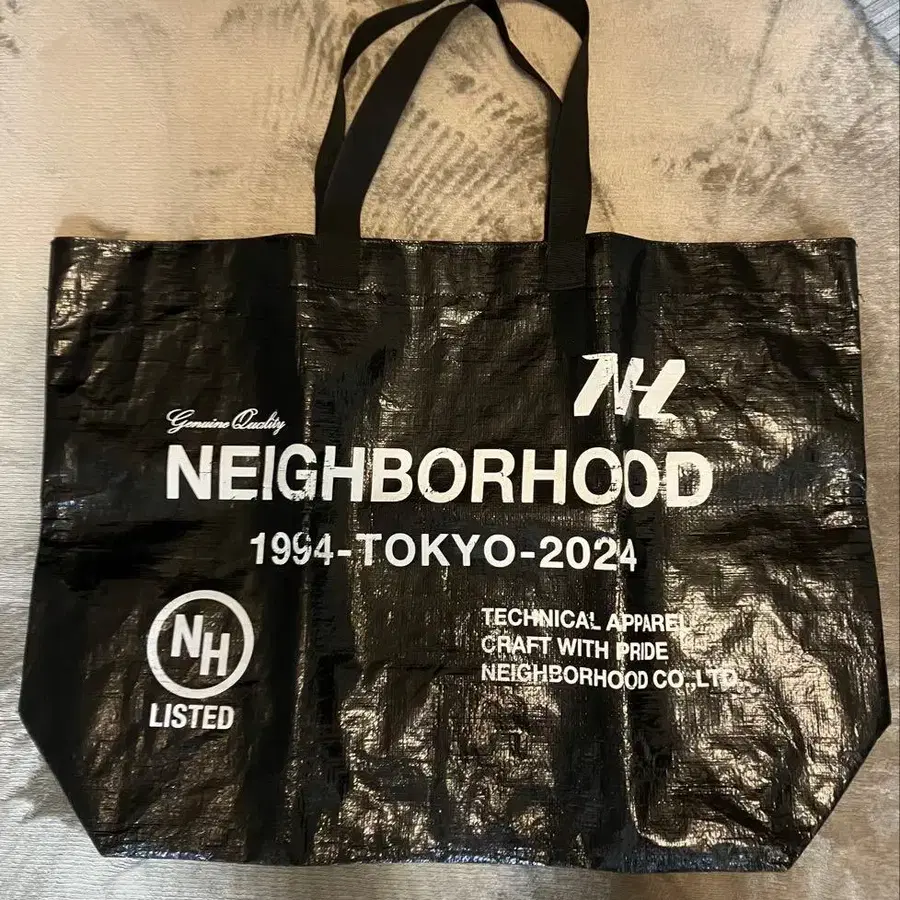 NH
Genuine Quality
NEIGHBORHOOD
1994-TOKYO-2024
NH
LISTED
TECHNICAL APPAREL
CRAFT WITH PRIDE
NEIGHBORHOOD CO.,LTD.